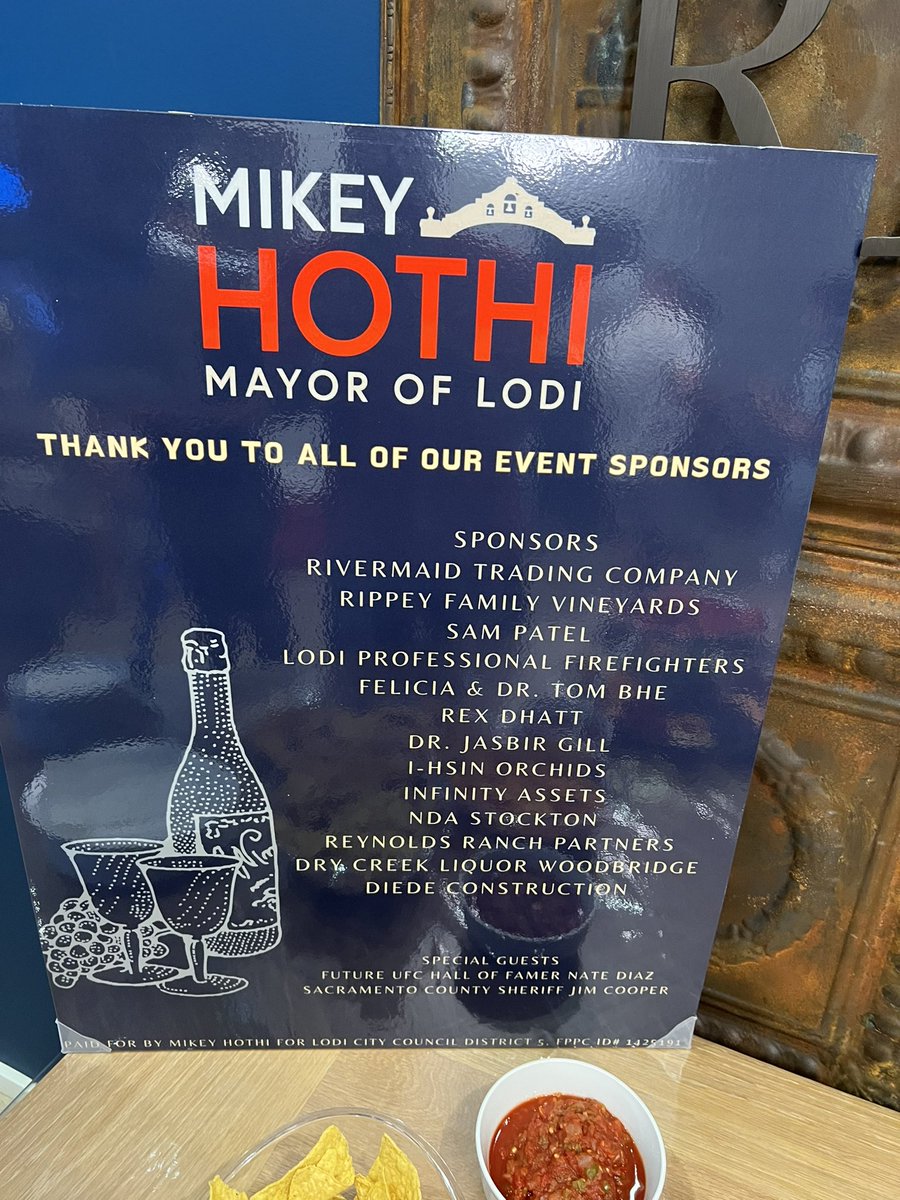 R
MIKEY
HOTHI
MAYOR OF LODI
THANK YOU TO ALL OF OUR EVENT SPONSORS
SPONSORS
RIVERMAID TRADING COMPANY
RIPPEY FAMILY VINEYARDS
SAM PATEL
LODI PROFESSIONAL FIREFIGHTERS
FELICIA & DR. TOM BHE
REX DHATT
DR. JASBIR GILL
I-HSIN ORCHIDS
INFINITY ASSETS
NDA STOCKTON
REYNOLDS RANCH PARTNERS
DRY CREEK LIQUOR WOODBRIDGE
DIEDE CONSTRUCTION
SPECIAL GUESTS
FUTURE UFC HALL OF FAMER NATE DIAZ
SACRAMENTO COUNTY SHERIFF JIM COOPER
PAID FOR BY MIKEY HOTHI FOR LODI CITY COUNCIL DISTRICT 5. FPPC ID#